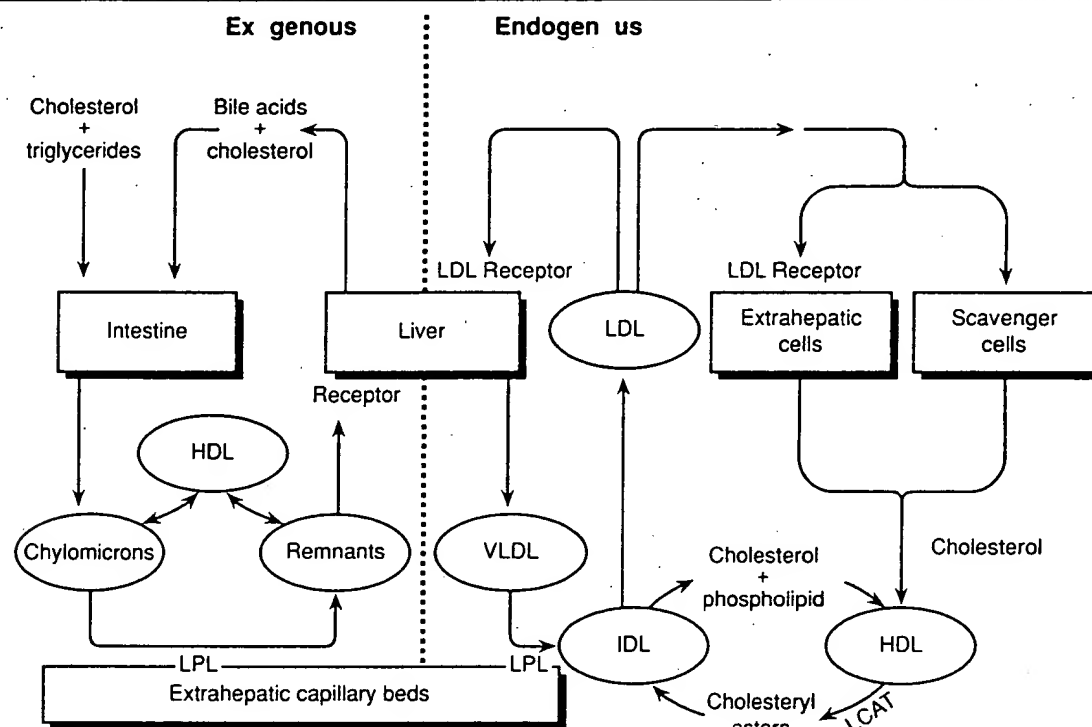 Ex genous
Endogen us
Cholesterol
+
triglycerides
Bile acids
+
cholesterol
LDL Receptor
LDL Receptor
Intestine
Liver
LDL
Extrahepatic
cells
Scavenger
cells
Receptor
HDL
Chylomicrons
Remnants
VLDL
Cholesterol
+
phospholipid
Cholesterol
IDL
HDL
LPL
LPL
Extrahepatic capillary beds
Cholesteryl
LCAT